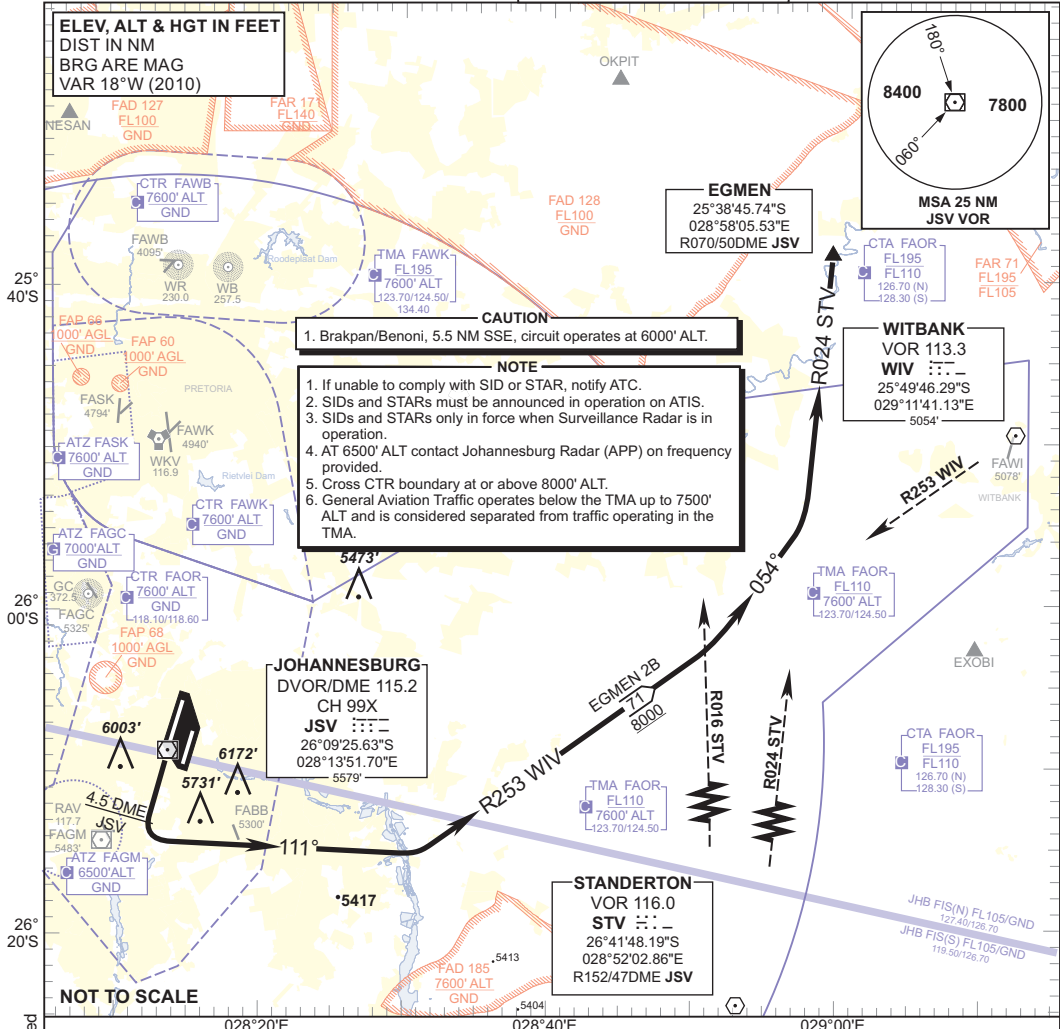 ELEV, ALT & HGT IN FEET
DIST IN NM
BRG ARE MAG
VAR 18°W (2010)
NESAN
FAD 127
FL100
GND
FAR 171
FL140
GND
OKPIT
180°
8400
7800
060°
MSA 25 NM
JSV VOR
CTR FAWB
C 7600' ALT
GND
FAWB
4095'
WR
230.0
WB
257.5
Roodeplaat Dam
TMA FAWK
FL195
C 7600' ALT
123.70/124.50/
134.40
FAD 128
FL100
GND
EGMEN
25°38'45.74"S
028°58'05.53"E
R070/50DME JSV
CTA FAOR
FL195
C FL110
126.70 (N)
128.30 (S)
FAR 71
FL195
FL105
25°
40'S
FAP 66
000' AGL
GND
FAP 60
1000' AGL
GND
FASK
4794'
PRETORIA
CAUTION
1. Brakpan/Benoni, 5.5 NM SSE, circuit operates at 6000' ALT.
NOTE
1. If unable to comply with SID or STAR, notify ATC.
2. SIDs and STARs must be announced in operation on ATIS.
3. SIDs and STARs only in force when Surveillance Radar is in
operation.
4. AT 6500' ALT contact Johannesburg Radar (APP) on frequency
provided.
5. Cross CTR boundary at or above 8000' ALT.
6. General Aviation Traffic operates below the TMA up to 7500'
ALT and is considered separated from traffic operating in the
TMA.
R024 STV
WITBANK
VOR 113.3
WIV
25°49'46.29"S
029°11'41.13"E
5054'
FAWI
5078'
WITBANK
R253 WIV
ATZ FASK
C 7600' ALT
GND
FAWK
4940'
WKV
116.9
Rietvlei Dam
CTR FAWK
C 7600' ALT
GND
ATZ FAGC
C 7000'ALT
GND
GC
372.5
FAGC
5325'
CTR FAOR
C 7600' ALT
GND
118.10/118.60
5473'
054°
TMA FAOR
FL110
C 7600' ALT
123.70/124.50
26°
00'S
FAP 68
1000' AGL
GND
JOHANNESBURG
DVOR/DME 115.2
CH 99X
JSV
26°09'25.63"S
028°13'51.70"E
5579'
EGMEN 2B
71
8000
R253 WIV
R016 STV
R024 STV
EXOBI
CTA FAOR
FL195
C FL110
126.70 (N)
128.30 (S)
6003'
6172'
5731'
4.5 DME
JSV
RAV
117.7
FAGM
5483'
FABB
5300'
111°
TMA FAOR
FL110
C 7600' ALT
123.70/124.50
ATZ FAGM
C 6500'ALT
GND
5417
STANDERTON
VOR 116.0
STV
26°41'48.19"S
028°52'02.86"E
R152/47DME JSV
JHB FIS(N) FL105/GND
127.40/126.70
JHB FIS(S) FL105/GND
119.50/126.70
26°
20'S
FAD 185
7600' ALT
GND
5413
5404
NOT TO SCALE
ed
028°20'E
028°40'E
029°00'E